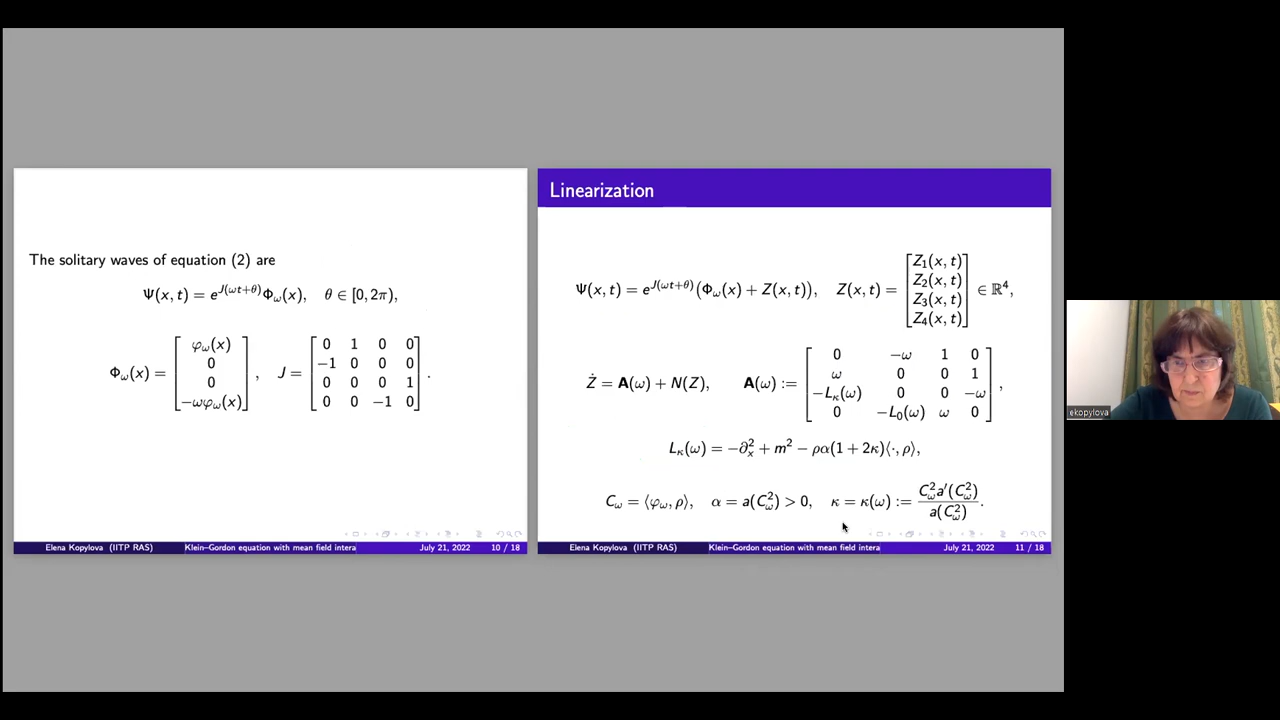 The solitary waves of equation (2) are
Ψ(x, t) = e^{J(ωt+θ)}Φ_ω(x), θ ∈ [0, 2π),
Φ_ω(x) = [φ_ω(x) 0 0 −ωφ_ω(x)], J = [0 1 0 0
−1 0 0 0
0 0 0 1
0 0 −1 0].
Elena Kopylova (IITP RAS) Klein–Gordon equation with mean field intera July 21, 2022 10 / 18
Linearization
Ψ(x, t) = e^{J(ωt+θ)}(Φ_ω(x) + Z(x, t)), Z(x, t) = [Z_1(x, t) Z_2(x, t) Z_3(x, t) Z_4(x, t)] ∈ ℝ^4,
Ż = A(ω) + N(Z), A(ω) := [0 −ω 1 0
ω 0 0 1
−L_κ(ω) 0 0 −ω
0 −L_0(ω) ω 0],
L_κ(ω) = −∂_x^2 + m^2 − ρα(1 + 2κ)⟨·, ρ⟩,
C_ω = ⟨φ_ω, ρ⟩, α = a(C_ω^2) > 0, κ = κ(ω) := C_ω^2 a′(C_ω^2) / a(C_ω^2).
Elena Kopylova (IITP RAS) Klein–Gordon equation with mean field intera July 21, 2022 11 / 18
ekopylova